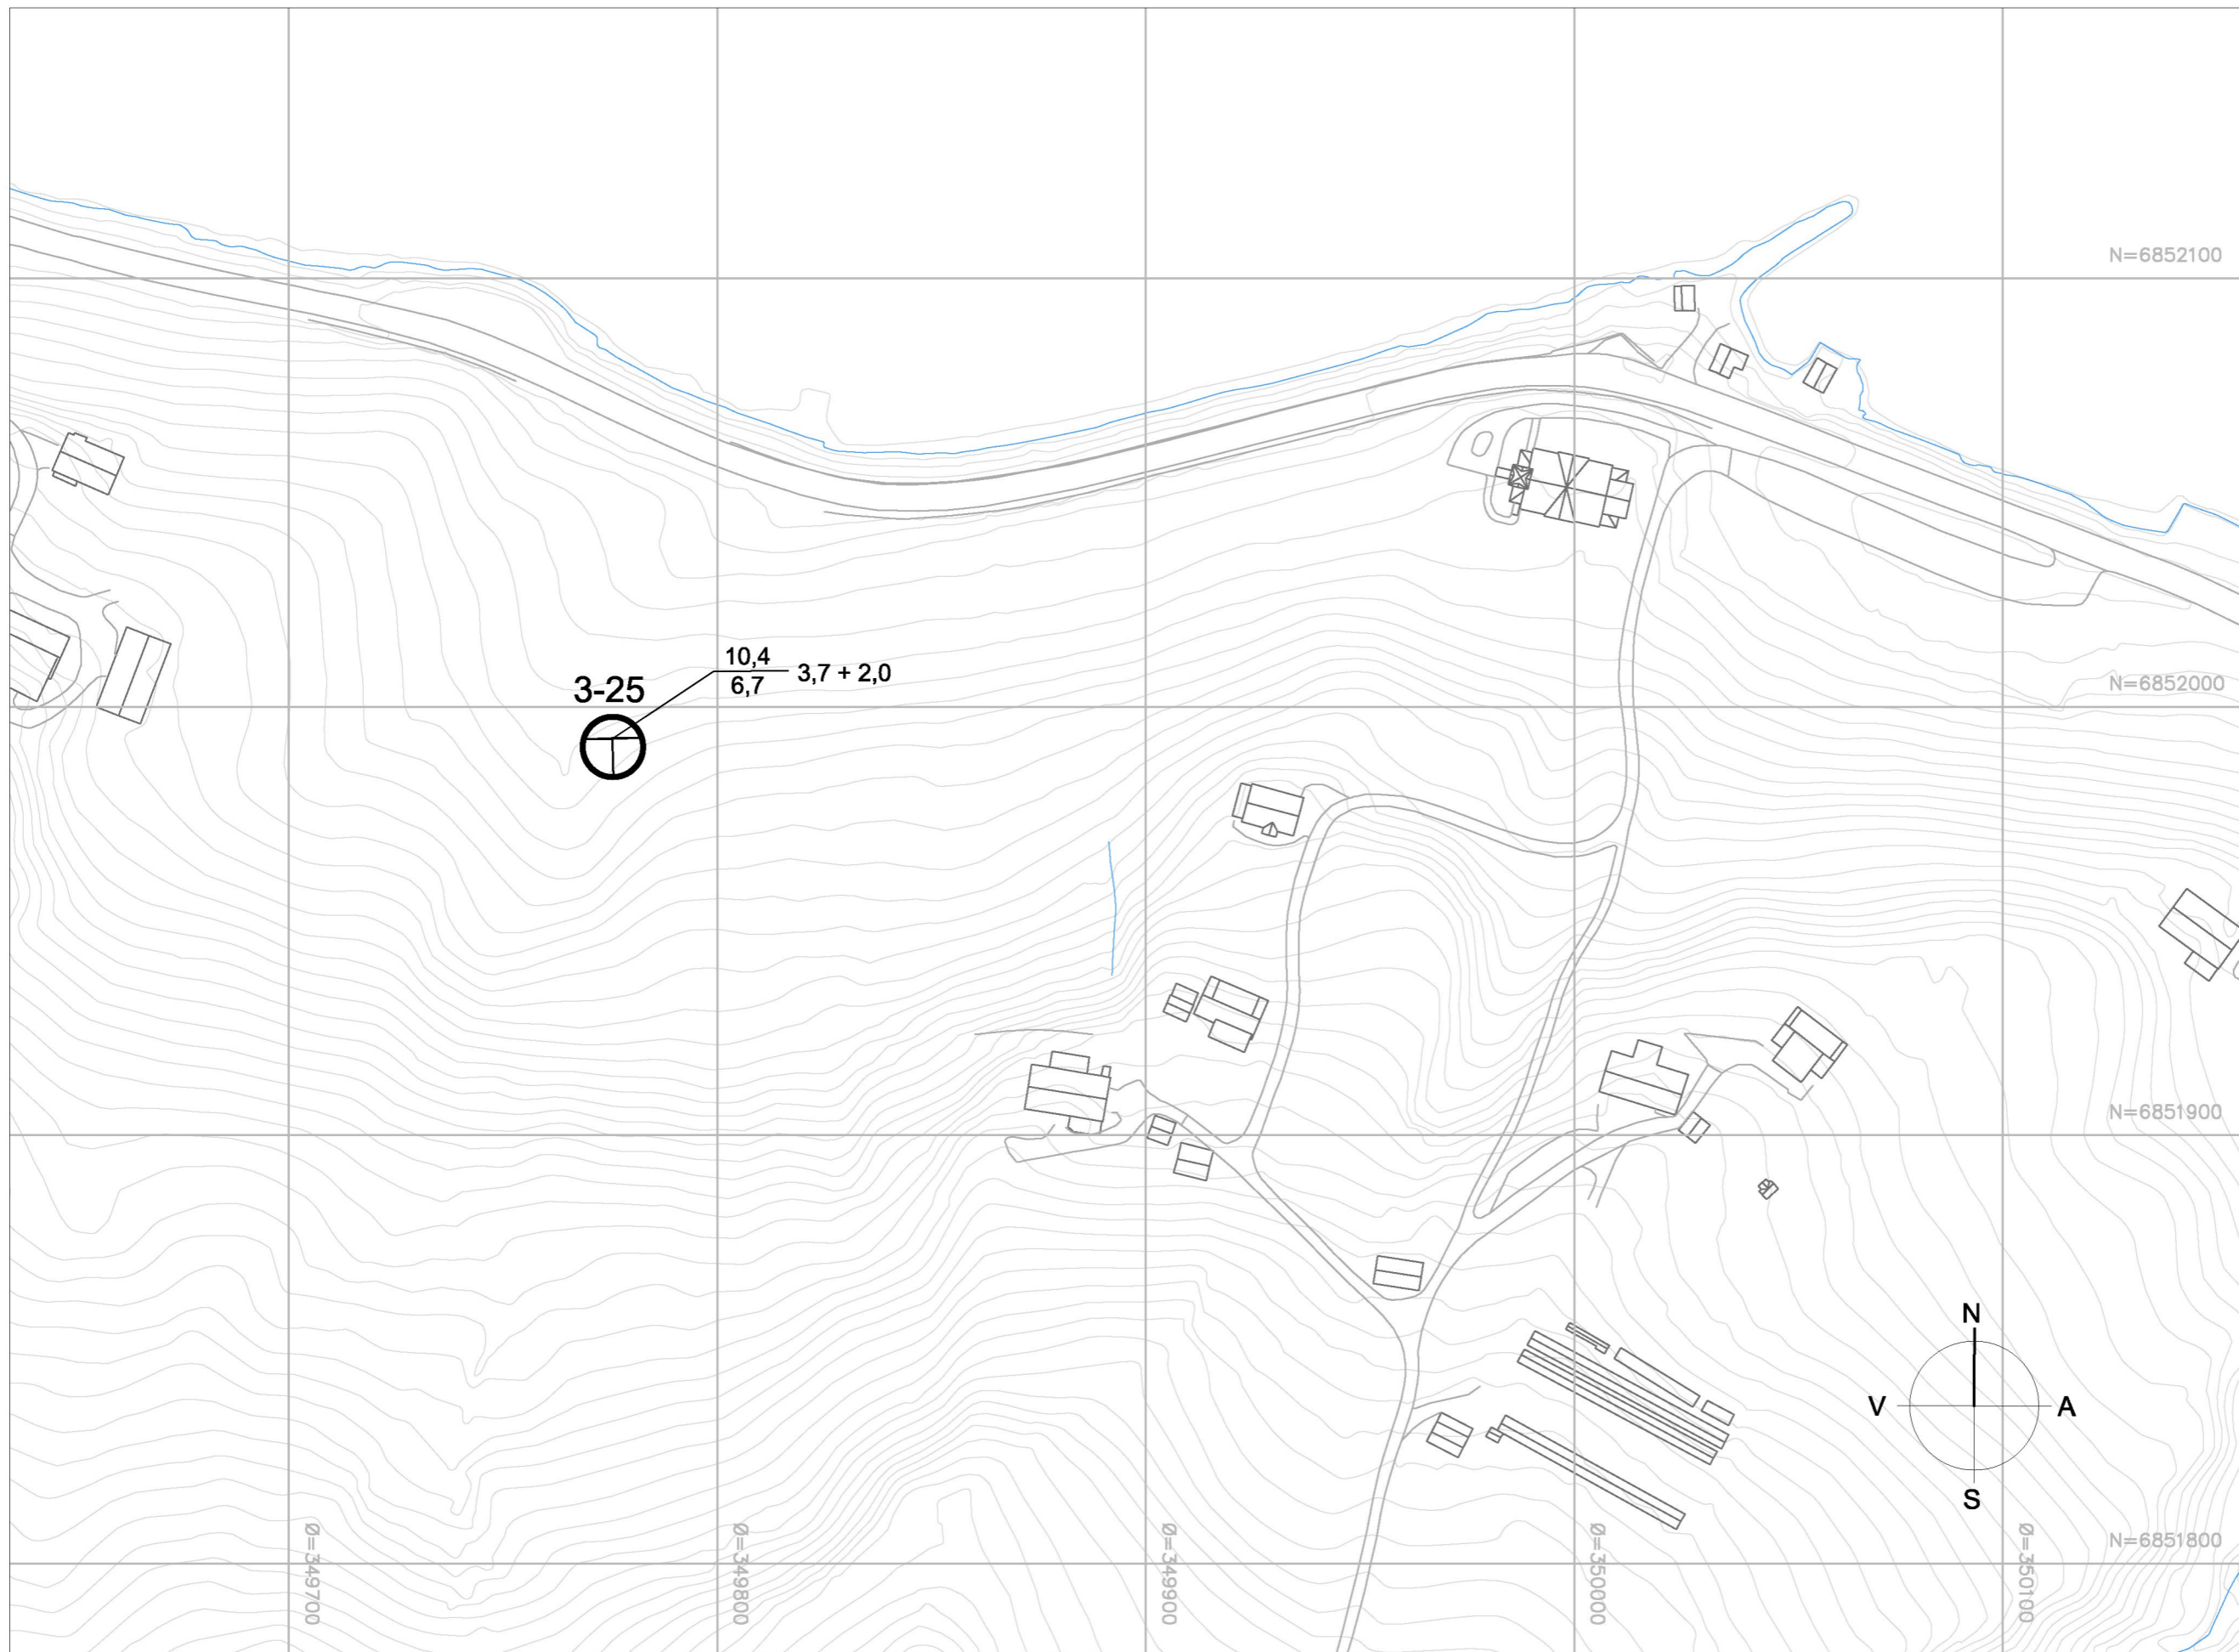 N=6852100
10,4
6,7
3,7 + 2,0
3-25
N=6852000
N=6851900
N
V
A
S
N=6851800
Ø=349700
Ø=349800
Ø=349900
Ø=350000
Ø=350100